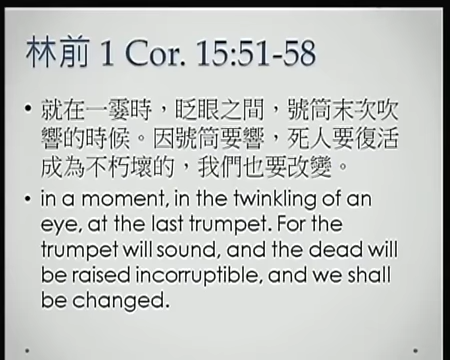 林前 1 Cor. 15:51-58
• 就在一霎時，眨眼之間，號筒末次吹
響的時候。因號筒要響，死人要復活
成為不朽壞的，我們也要改變。
• in a moment, in the twinkling of an
eye, at the last trumpet. For the
trumpet will sound, and the dead will
be raised incorruptible, and we shall
be changed.